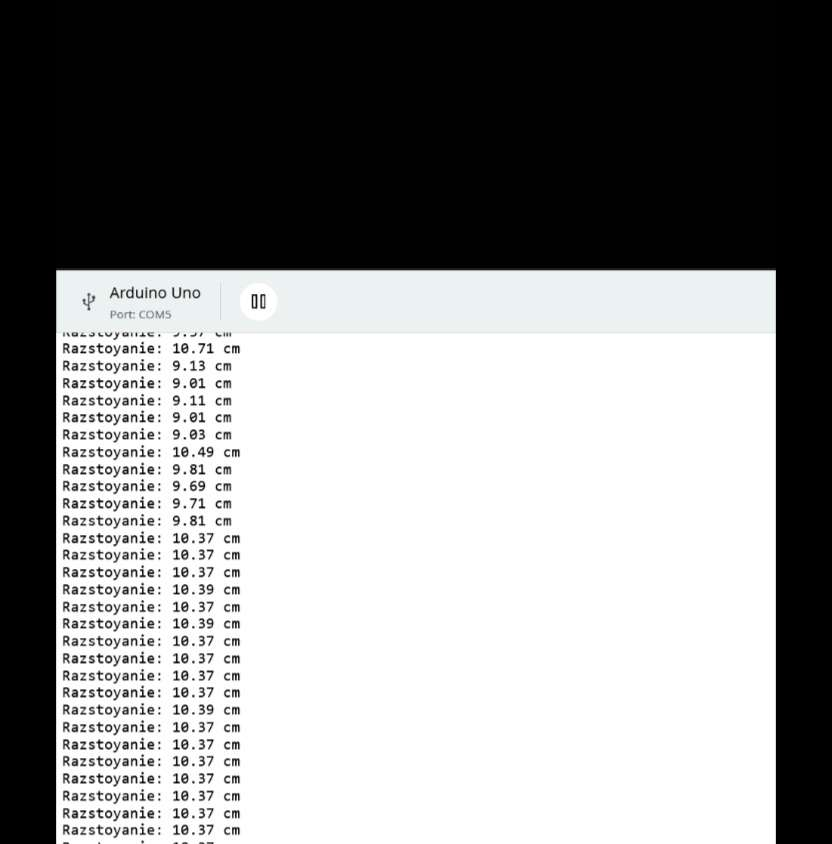 Arduino Uno
Port: COM5
Razstoyanie: 9.37 cm
Razstoyanie: 10.71 cm
Razstoyanie: 9.13 cm
Razstoyanie: 9.01 cm
Razstoyanie: 9.11 cm
Razstoyanie: 9.01 cm
Razstoyanie: 9.03 cm
Razstoyanie: 10.49 cm
Razstoyanie: 9.81 cm
Razstoyanie: 9.69 cm
Razstoyanie: 9.71 cm
Razstoyanie: 9.81 cm
Razstoyanie: 10.37 cm
Razstoyanie: 10.37 cm
Razstoyanie: 10.37 cm
Razstoyanie: 10.39 cm
Razstoyanie: 10.37 cm
Razstoyanie: 10.39 cm
Razstoyanie: 10.37 cm
Razstoyanie: 10.37 cm
Razstoyanie: 10.37 cm
Razstoyanie: 10.37 cm
Razstoyanie: 10.39 cm
Razstoyanie: 10.37 cm
Razstoyanie: 10.37 cm
Razstoyanie: 10.37 cm
Razstoyanie: 10.37 cm
Razstoyanie: 10.37 cm
Razstoyanie: 10.37 cm
Razstoyanie: 10.37 cm